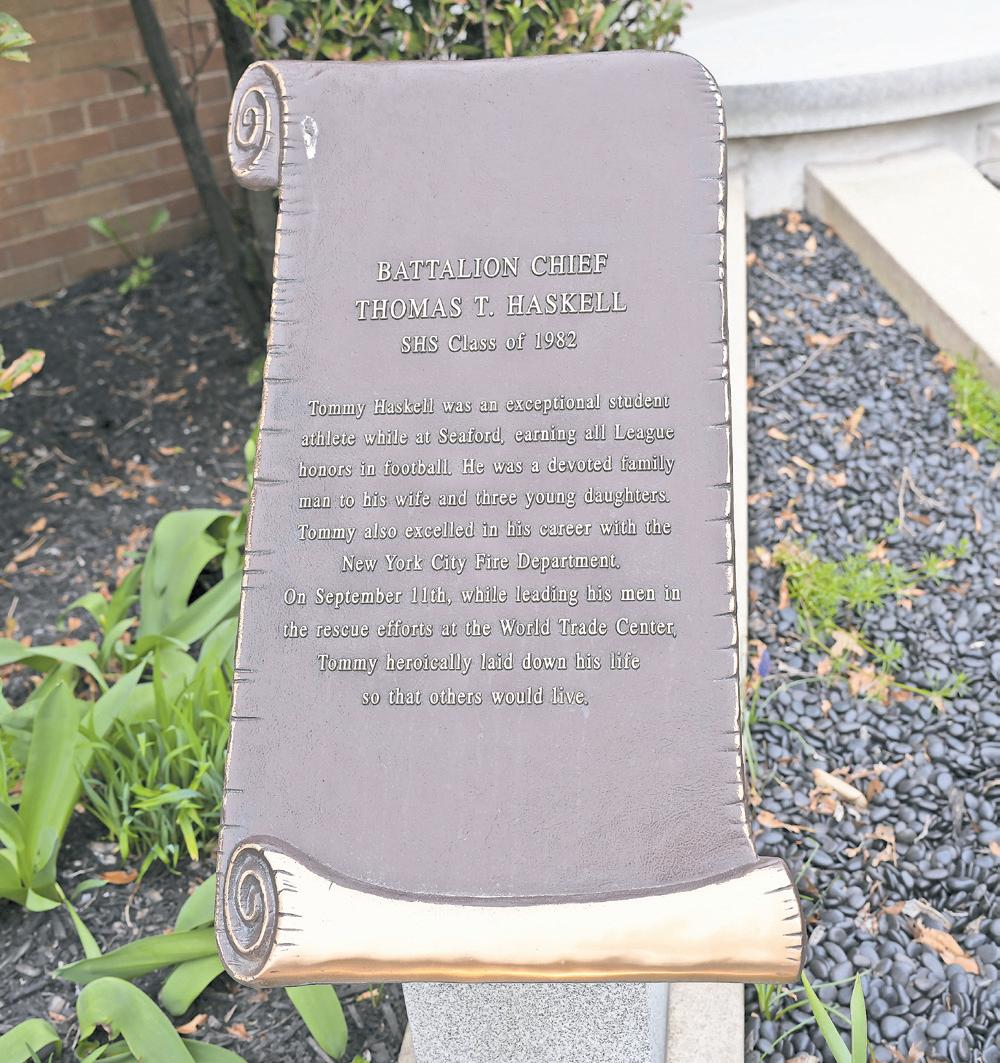 BATTALION CHIEF
THOMAS T. HASKELL
SHS Class of 1982
Tommy Haskell was an exceptional student
athlete while at Seaford, earning all League
honors in football. He was a devoted family
man to his wife and three young daughters.
Tommy also excelled in his career with the
New York City Fire Department.
On September 11th, while leading his men in
the rescue efforts at the World Trade Center,
Tommy heroically laid down his life
so that others would live.